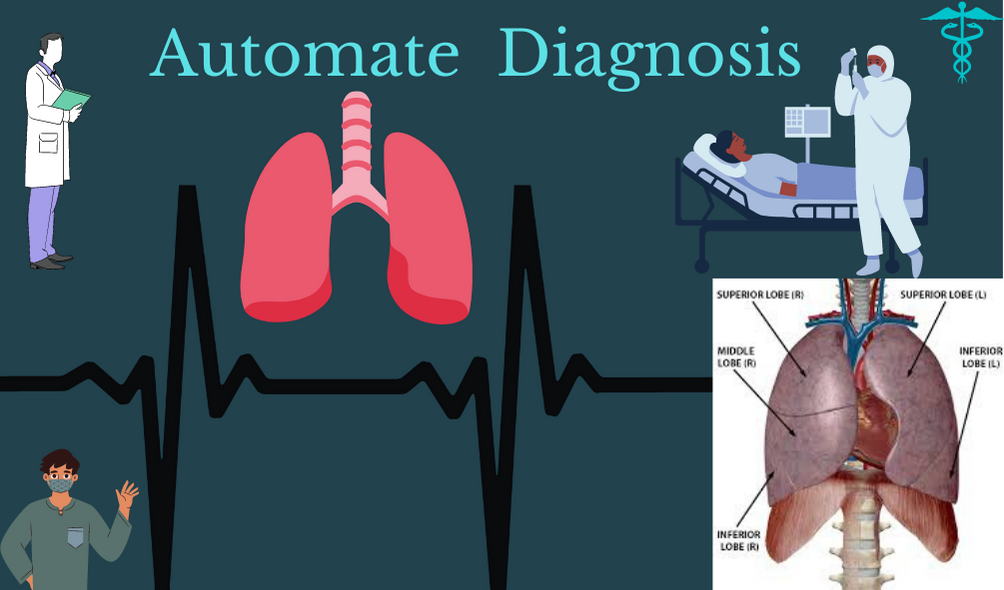 Automate Diagnosis
SUPERIOR LOBE (R)
SUPERIOR LOBE (L)
MIDDLE
LOBE (R)
INFERIOR
LOBE (L)
INFERIOR
LOBE (R)